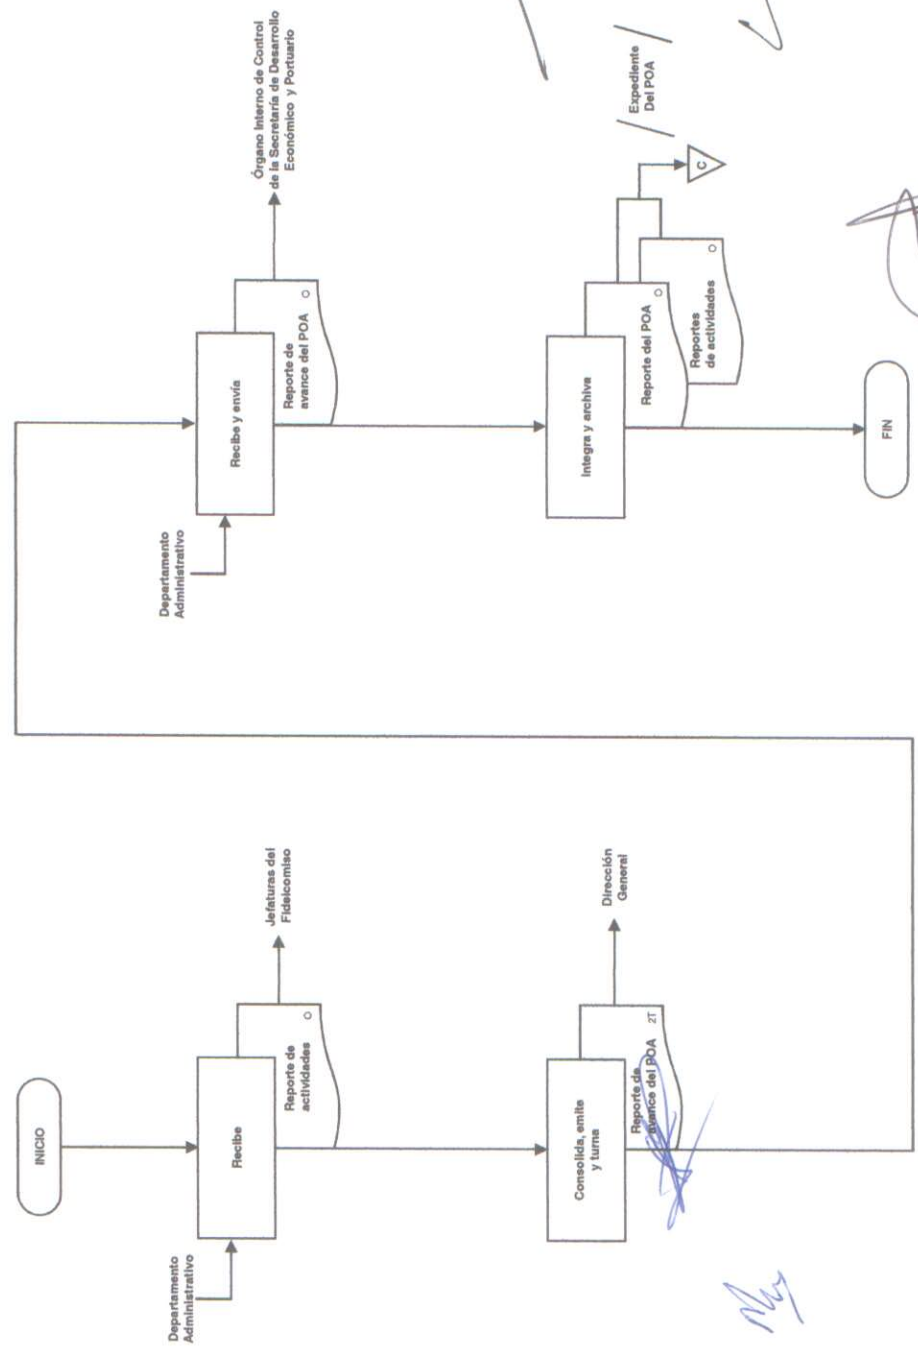 INICIO
Departamento
Administrativo
Recibe
Reporte de
actividades
O
Jefaturas del
Fideicomiso
Consolida, emite
y turna
Reporte de
avance del POA
2T
Dirección
General
Departamento
Administrativo
Recibe y envía
Reporte de
avance del POA
O
Órgano Interno de Control
de la Secretaría de Desarrollo
Económico y Portuario
Integra y archiva
Reporte del POA
O
Reportes
de actividades
O
C
Expediente
Del POA
FIN